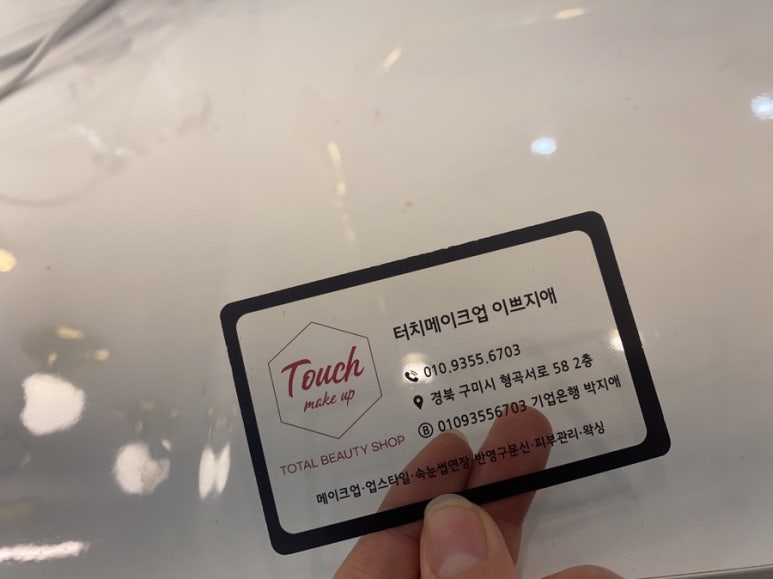 Touch
make up
TOTAL BEAUTY SHOP
터치메이크업 이쁘지애
010.9355.6703
경북 구미시 형곡서로 58 2층
B 01093556703 기업은행 박지애
메이크업·업스타일·속눈썹연장·반영구문신·피부관리·왁싱